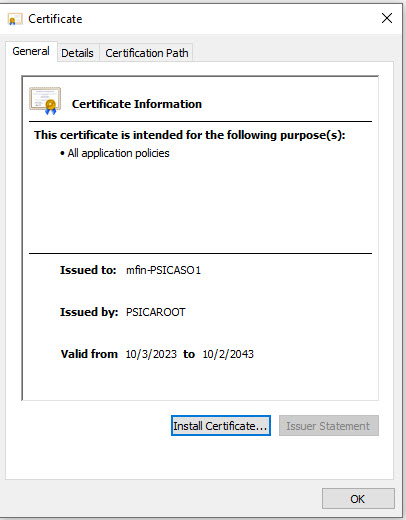 Certificate
General
Details
Certification Path
Certificate Information
This certificate is intended for the following purpose(s):
• All application policies
Issued to: mfin-PSICASO1
Issued by: PSICAROOT
Valid from 10/3/2023 to 10/2/2043
Install Certificate...
Issuer Statement
OK